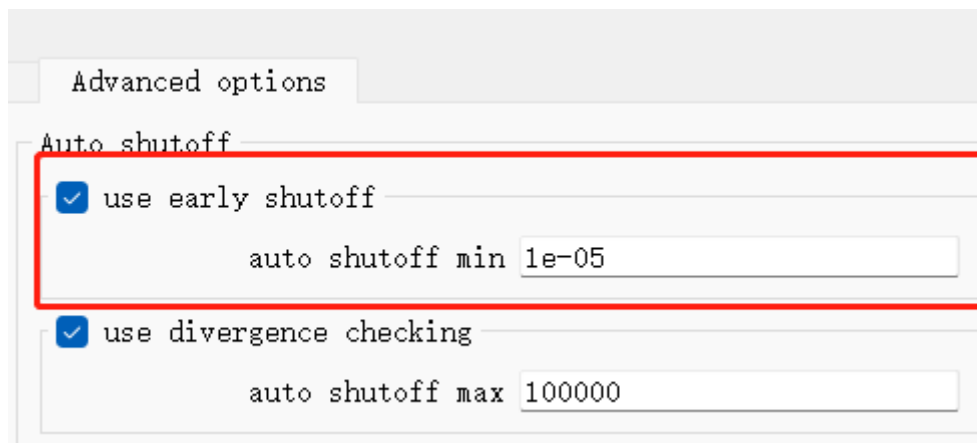 Advanced options
Auto shutoff
use early shutoff
auto shutoff min 1e-05
use divergence checking
auto shutoff max 100000